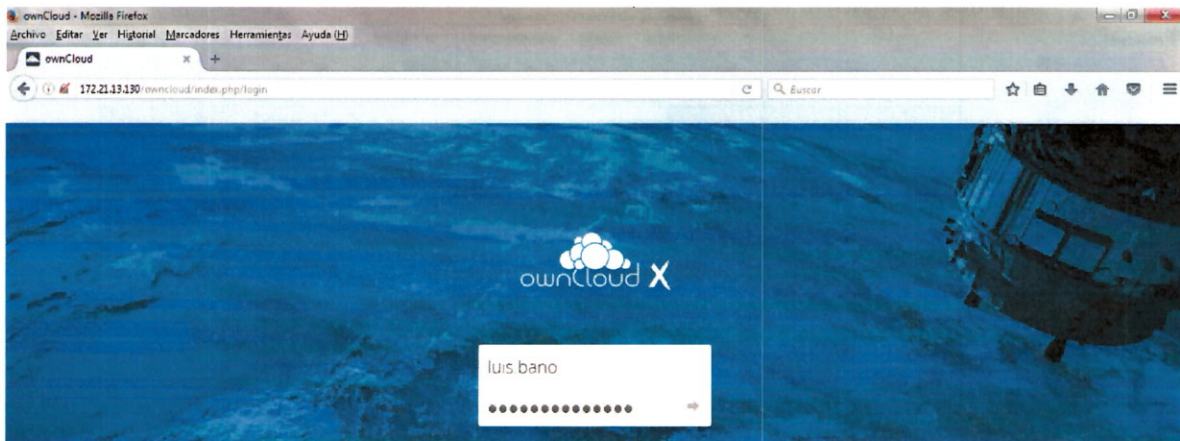 ownCloud - Mozilla Firefox
Archivo Editar Ver Historial Marcadores Herramientas Ayuda (H)
ownCloud
172.21.13.130/owncloud/index.php/login
Buscar
ownCloud X
luis bano